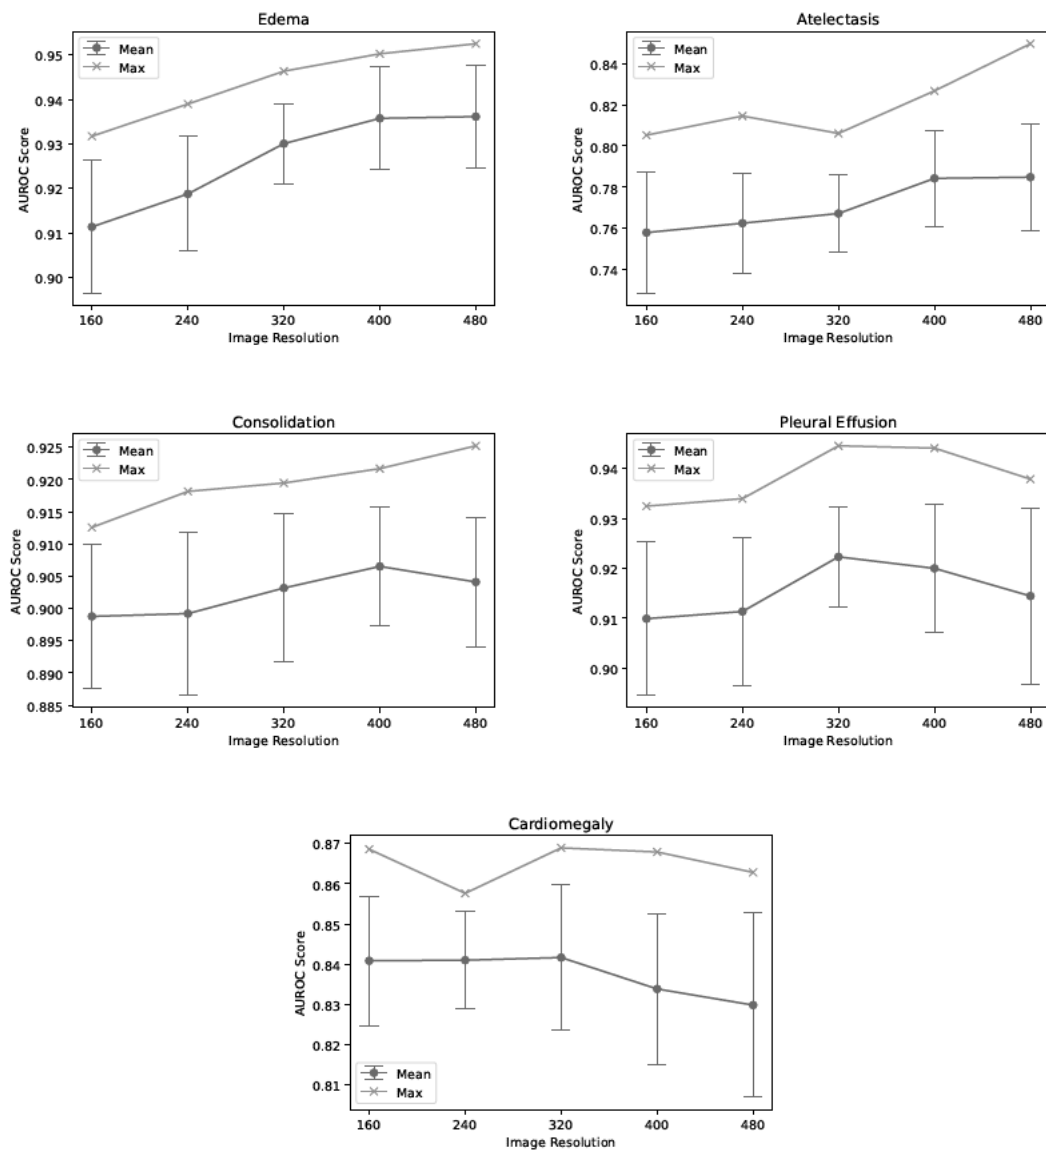 Edema
Mean
Max
AUROC Score
0.95
0.94
0.93
0.92
0.91
0.90
160 240 320 400 480
Image Resolution
Atelectasis
Mean
Max
AUROC Score
0.84
0.82
0.80
0.78
0.76
0.74
160 240 320 400 480
Image Resolution
Consolidation
Mean
Max
AUROC Score
0.925
0.920
0.915
0.910
0.905
0.900
0.895
0.890
0.885
160 240 320 400 480
Image Resolution
Pleural Effusion
Mean
Max
AUROC Score
0.94
0.93
0.92
0.91
0.90
160 240 320 400 480
Image Resolution
Cardiomegaly
AUROC Score
0.87
0.86
0.85
0.84
0.83
0.82
0.81
Mean
Max
160 240 320 400 480
Image Resolution